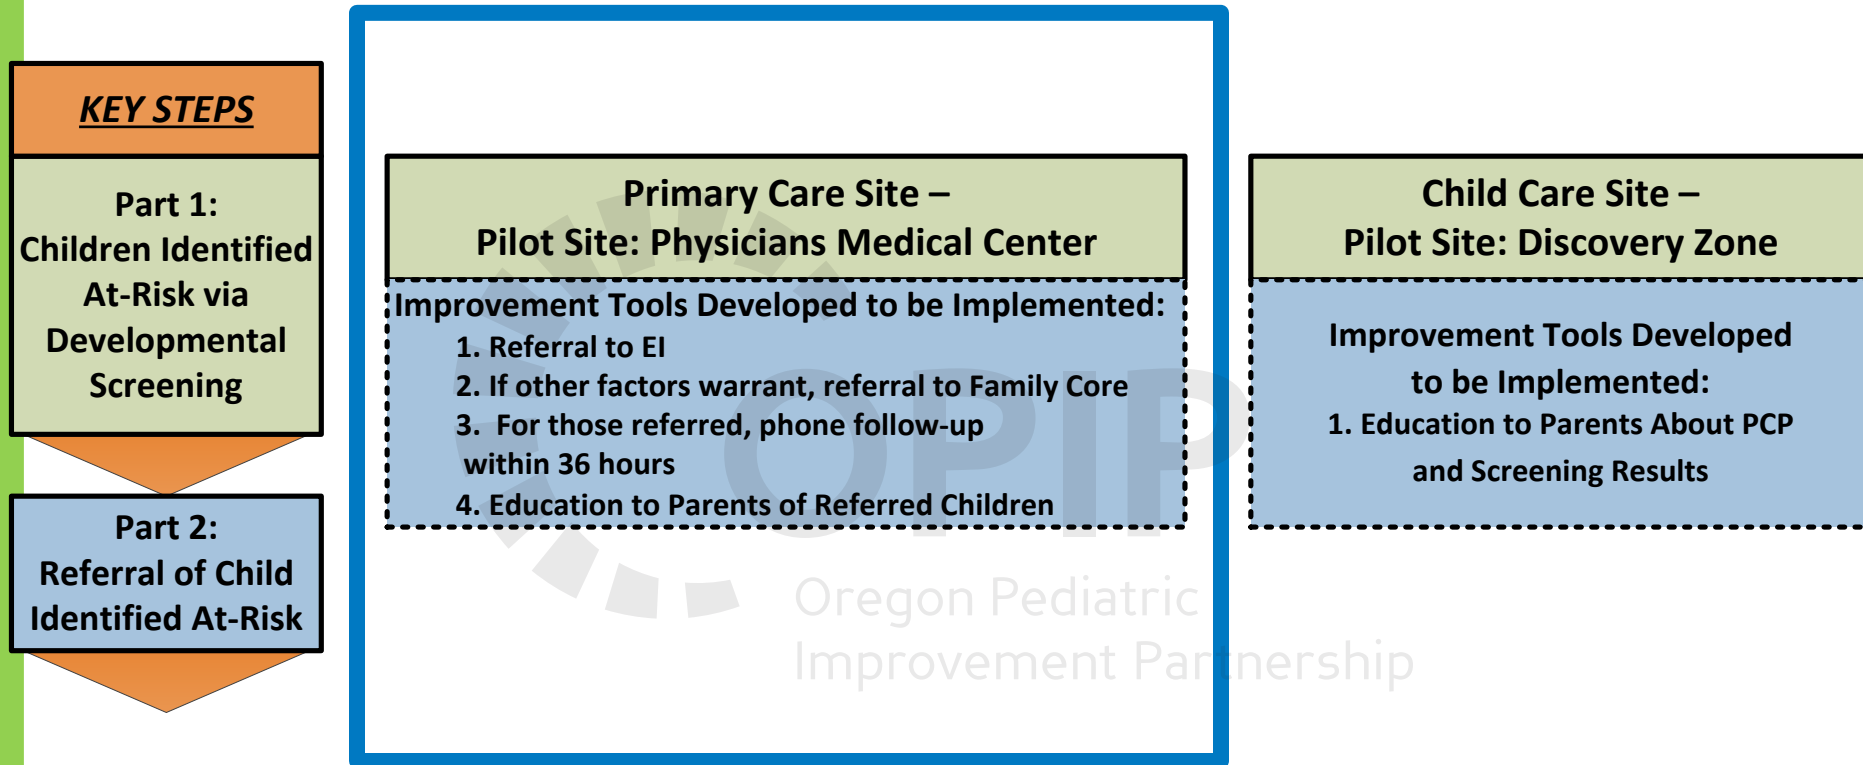 KEY STEPS
Part 1:
Children Identified
At-Risk via
Developmental
Screening
Part 2:
Referral of Child
Identified At-Risk
Primary Care Site –
Pilot Site: Physicians Medical Center
Improvement Tools Developed to be Implemented:
1. Referral to EI
2. If other factors warrant, referral to Family Core
3. For those referred, phone follow-up
within 36 hours
4. Education to Parents of Referred Children
Child Care Site –
Pilot Site: Discovery Zone
Improvement Tools Developed
to be Implemented:
1. Education to Parents About PCP
and Screening Results
OPIP
Oregon Pediatric
Improvement Partnership